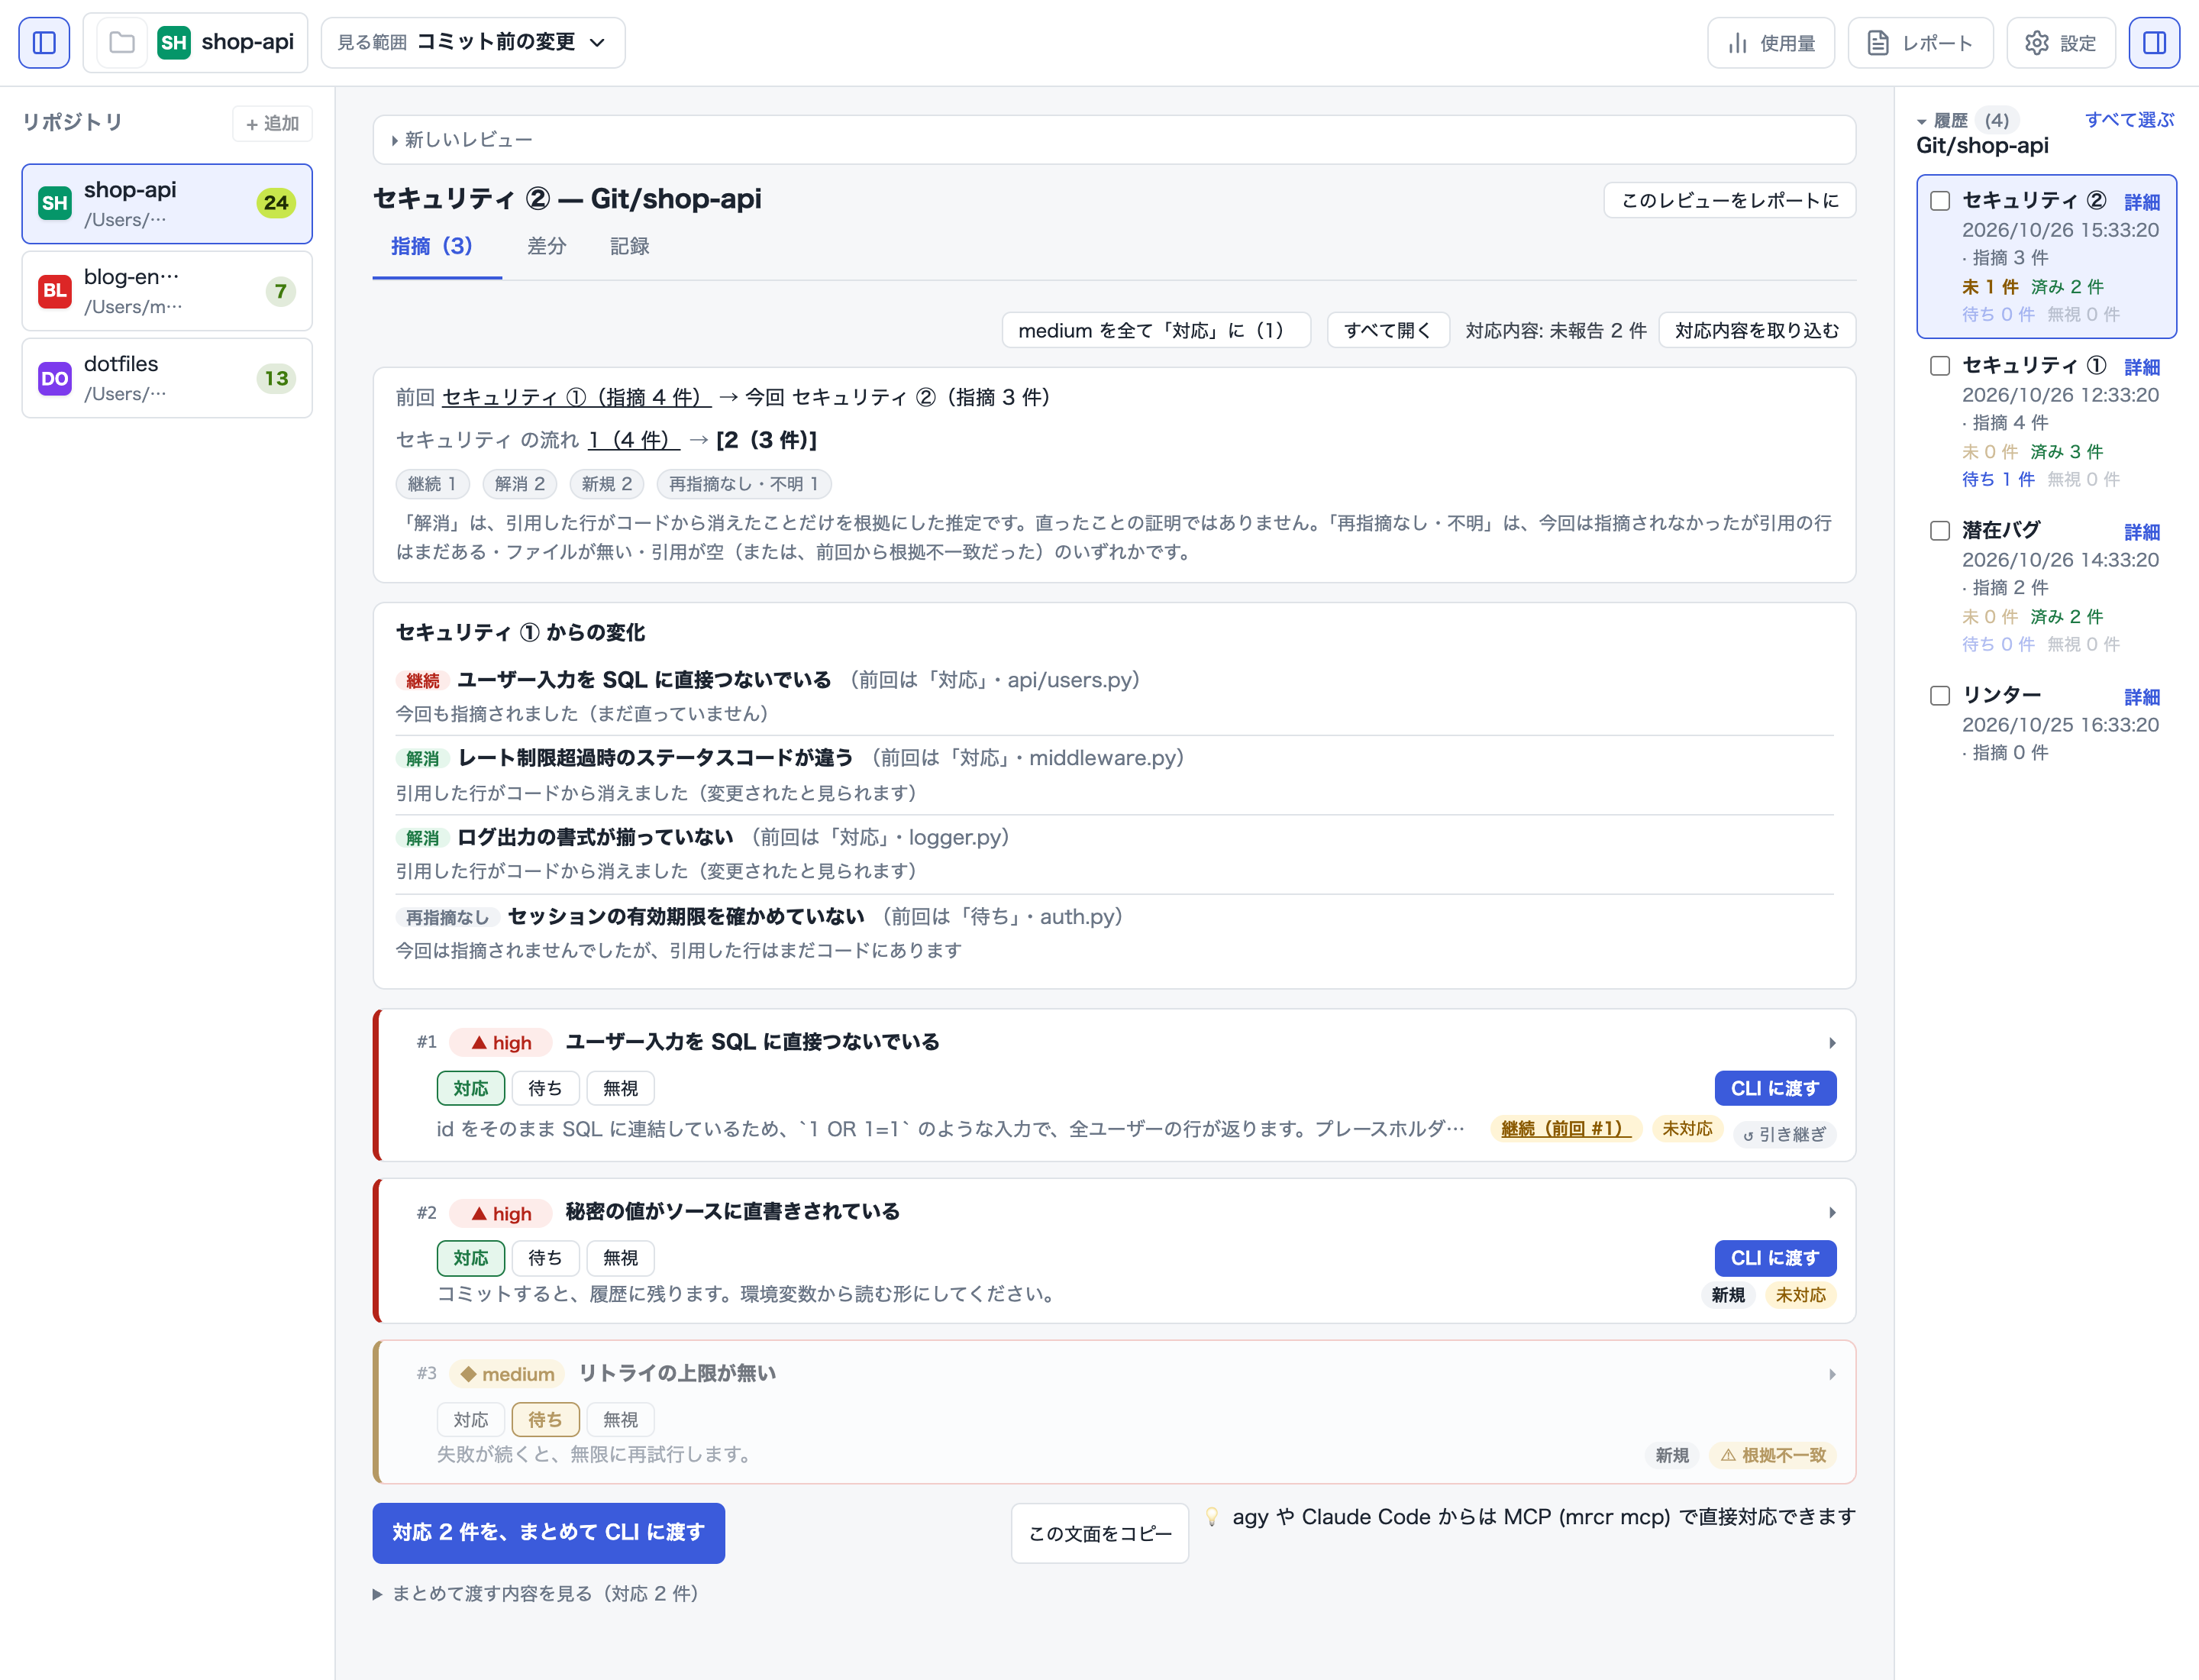 SH shop-api
見る範囲 コミット前の変更
使用量
レポート
設定
リポジトリ
+ 追加
SH shop-api 24
/Users/…
BL blog-en… 7
/Users/m…
DO dotfiles 13
/Users/…
新しいレビュー
セキュリティ ② — Git/shop-api
このレビューをレポートに
指摘（3） 差分 記録
medium を全て「対応」に（1） すべて開く 対応内容: 未報告 2 件 対応内容を取り込む
前回 セキュリティ ①（指摘 4 件） → 今回 セキュリティ ②（指摘 3 件）
セキュリティ の流れ 1（4 件） → [2（3 件）]
継続 1 解消 2 新規 2 再指摘なし・不明 1
「解消」は、引用した行がコードから消えたことだけを根拠にした推定です。直ったことの証明ではありません。「再指摘なし・不明」は、今回は指摘されなかったが引用の行
はまだある・ファイルが無い・引用が空（または、前回から根拠不一致だった）のいずれかです。
セキュリティ ① からの変化
継続 ユーザー入力を SQL に直接つないでいる （前回は「対応」・api/users.py）
今回も指摘されました（まだ直っていません）
解消 レート制限超過時のステータスコードが違う （前回は「対応」・middleware.py）
引用した行がコードから消えました（変更されたと見られます）
解消 ログ出力の書式が揃っていない （前回は「対応」・logger.py）
引用した行がコードから消えました（変更されたと見られます）
再指摘なし セッションの有効期限を確かめていない （前回は「待ち」・auth.py）
今回は指摘されませんでしたが、引用した行はまだコードにあります
#1 ▲ high ユーザー入力を SQL に直接つないでいる
対応 待ち 無視 CLI に渡す
id をそのまま SQL に連結しているため、`1 OR 1=1` のような入力で、全ユーザーの行が返ります。プレースホルダ… 継続（前回 #1） 未対応 ↺ 引き継ぎ
#2 ▲ high 秘密の値がソースに直書きされている
対応 待ち 無視 CLI に渡す
コミットすると、履歴に残ります。環境変数から読む形にしてください。 新規 未対応
#3 ◆ medium リトライの上限が無い
対応 待ち 無視
失敗が続くと、無限に再試行します。 新規 ⚠ 根拠不一致
対応 2 件を、まとめて CLI に渡す
この文面をコピー
💡 agy や Claude Code からは MCP (mrcr mcp) で直接対応できます
▶ まとめて渡す内容を見る（対応 2 件）
履歴 (4) すべて選ぶ
Git/shop-api
セキュリティ ② 詳細
2026/10/26 15:33:20
· 指摘 3 件
未 1 件 済み 2 件
待ち 0 件 無視 0 件
セキュリティ ① 詳細
2026/10/26 12:33:20
· 指摘 4 件
未 0 件 済み 3 件
待ち 1 件 無視 0 件
潜在バグ 詳細
2026/10/26 14:33:20
· 指摘 2 件
未 0 件 済み 2 件
待ち 0 件 無視 0 件
リンター 詳細
2026/10/25 16:33:20
· 指摘 0 件